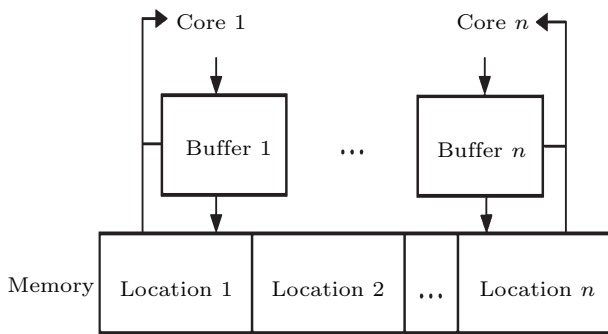 Core 1
Core n
Buffer 1
...
Buffer n
Memory
Location 1
Location 2
...
Location n